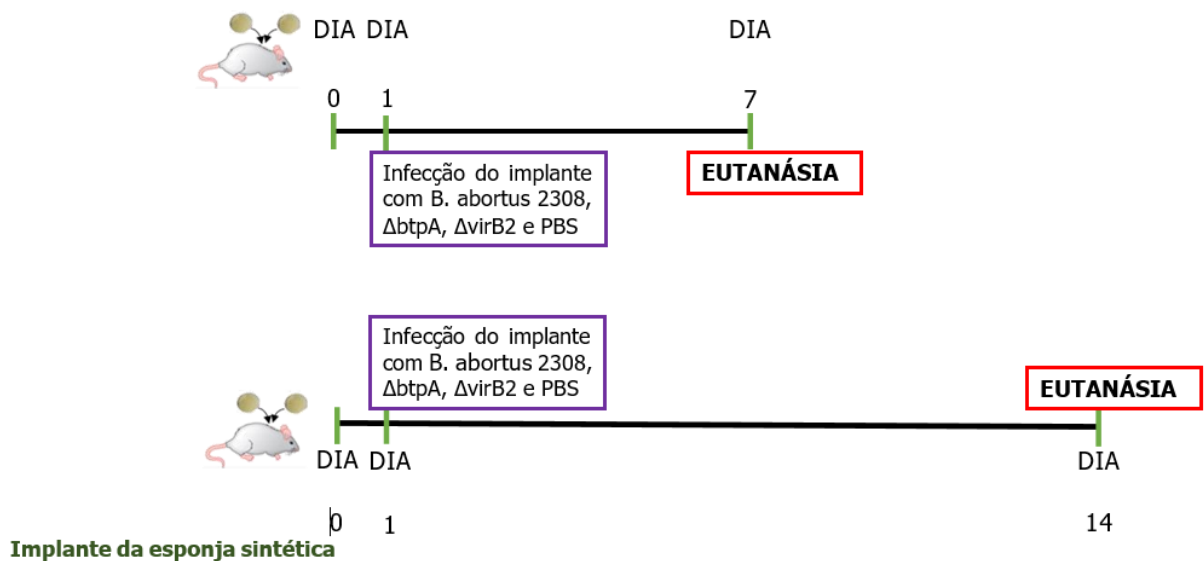 DIA DIA DIA
0 1 7
Infecção do implante
com B. abortus 2308,
ΔbtpA, ΔvirB2 e PBS
EUTANÁSIA
Infecção do implante
com B. abortus 2308,
ΔbtpA, ΔvirB2 e PBS
EUTANÁSIA
DIA DIA DIA
0 1 14
Implante da esponja sintética